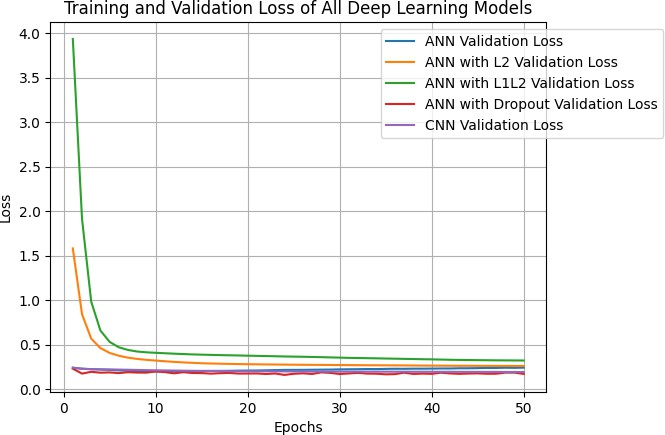 Training and Validation Loss of All Deep Learning Models
ANN Validation Loss
ANN with L2 Validation Loss
ANN with L1L2 Validation Loss
ANN with Dropout Validation Loss
CNN Validation Loss
4.0
3.5
3.0
2.5
2.0
1.5
1.0
0.5
0.0
Loss
0 10 20 30 40 50
Epochs